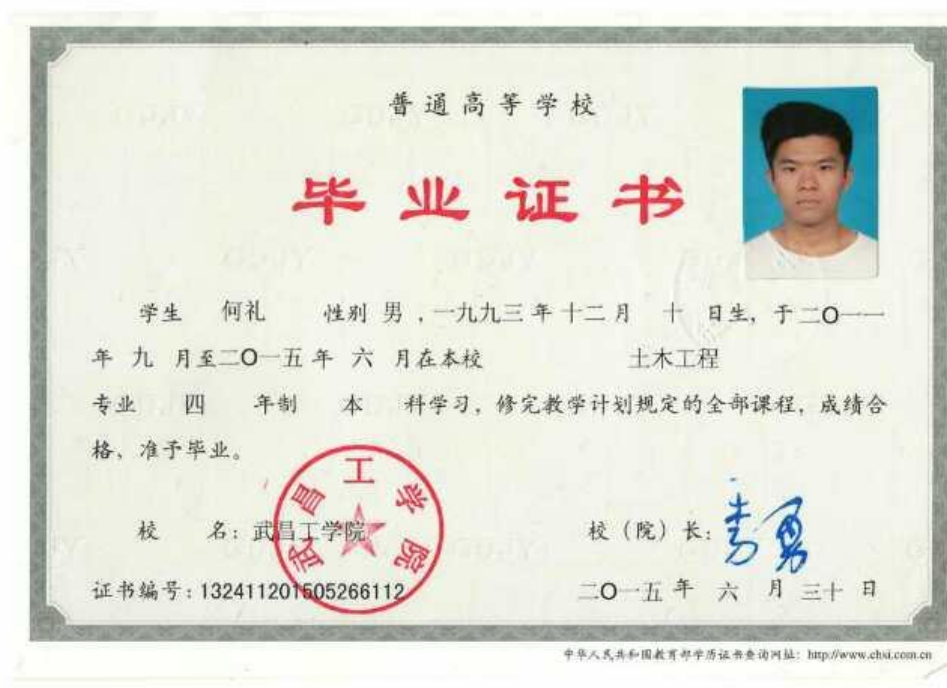 普通高等学校
毕业证书
学生 何礼 性别 男 ，一九九三 年 十二 月 十 日生，于二O一一
年 九 月至二O一五 年 六 月在本校 土木工程
专业 四 年制 本 科学习，修完教学计划规定的全部课程，成绩合
格、准予毕业。
武昌工学院
校 名：武昌工学院 校（院）长：
证书编号：132411201505266112 二O一五 年 六 月 三十 日
中华人民共和国教育部学历证书查询网址：http://www.chsi.com.cn